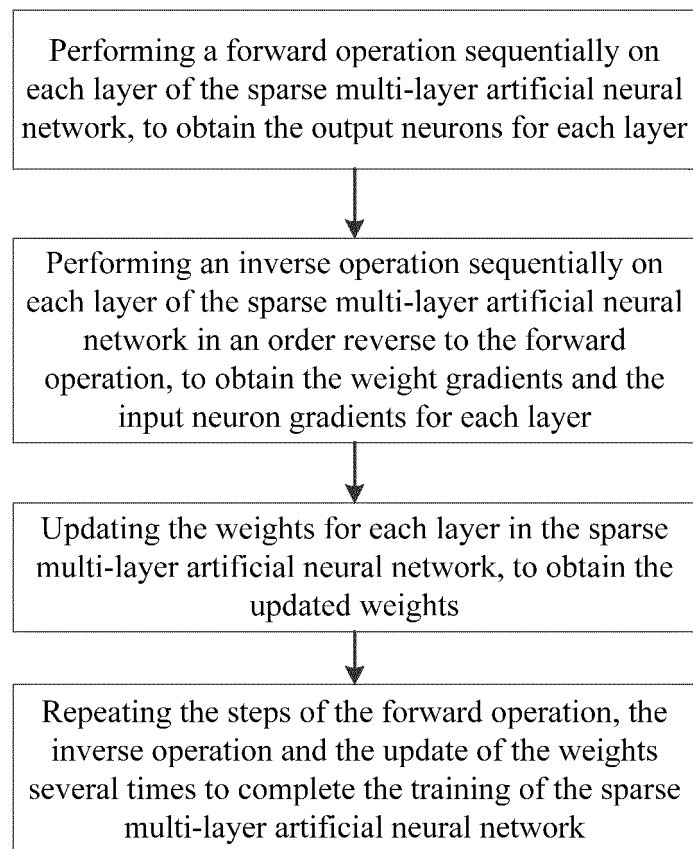 Performing a forward operation sequentially on
each layer of the sparse multi-layer artificial neural
network, to obtain the output neurons for each layer
Performing an inverse operation sequentially on
each layer of the sparse multi-layer artificial neural
network in an order reverse to the forward
operation, to obtain the weight gradients and the
input neuron gradients for each layer
Updating the weights for each layer in the sparse
multi-layer artificial neural network, to obtain the
updated weights
Repeating the steps of the forward operation, the
inverse operation and the update of the weights
several times to complete the training of the sparse
multi-layer artificial neural network